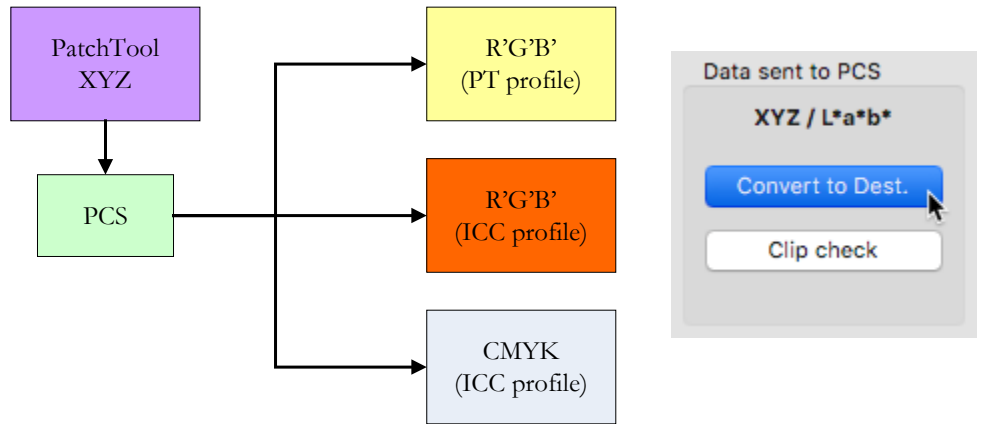 PatchTool
XYZ
PCS
R’G’B’
(PT profile)
R’G’B’
(ICC profile)
CMYK
(ICC profile)
Data sent to PCS
XYZ / L*a*b*
Convert to Dest.
Clip check